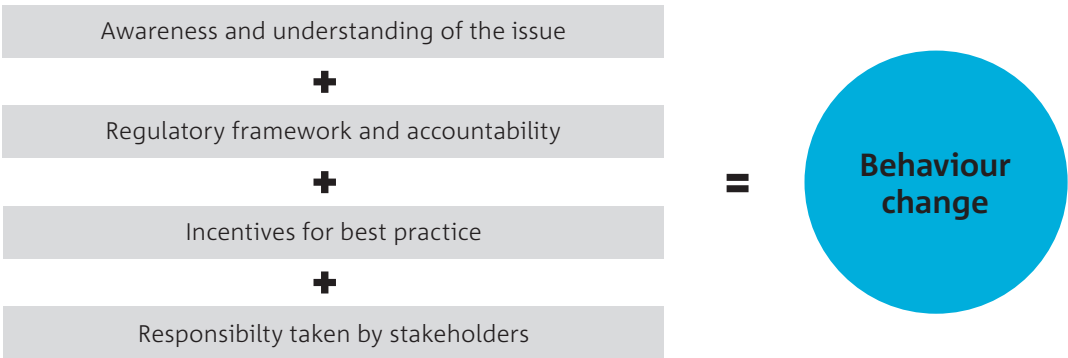 Awareness and understanding of the issue
+
Regulatory framework and accountability
+
Incentives for best practice
+
Responsibilty taken by stakeholders
=
Behaviour
change